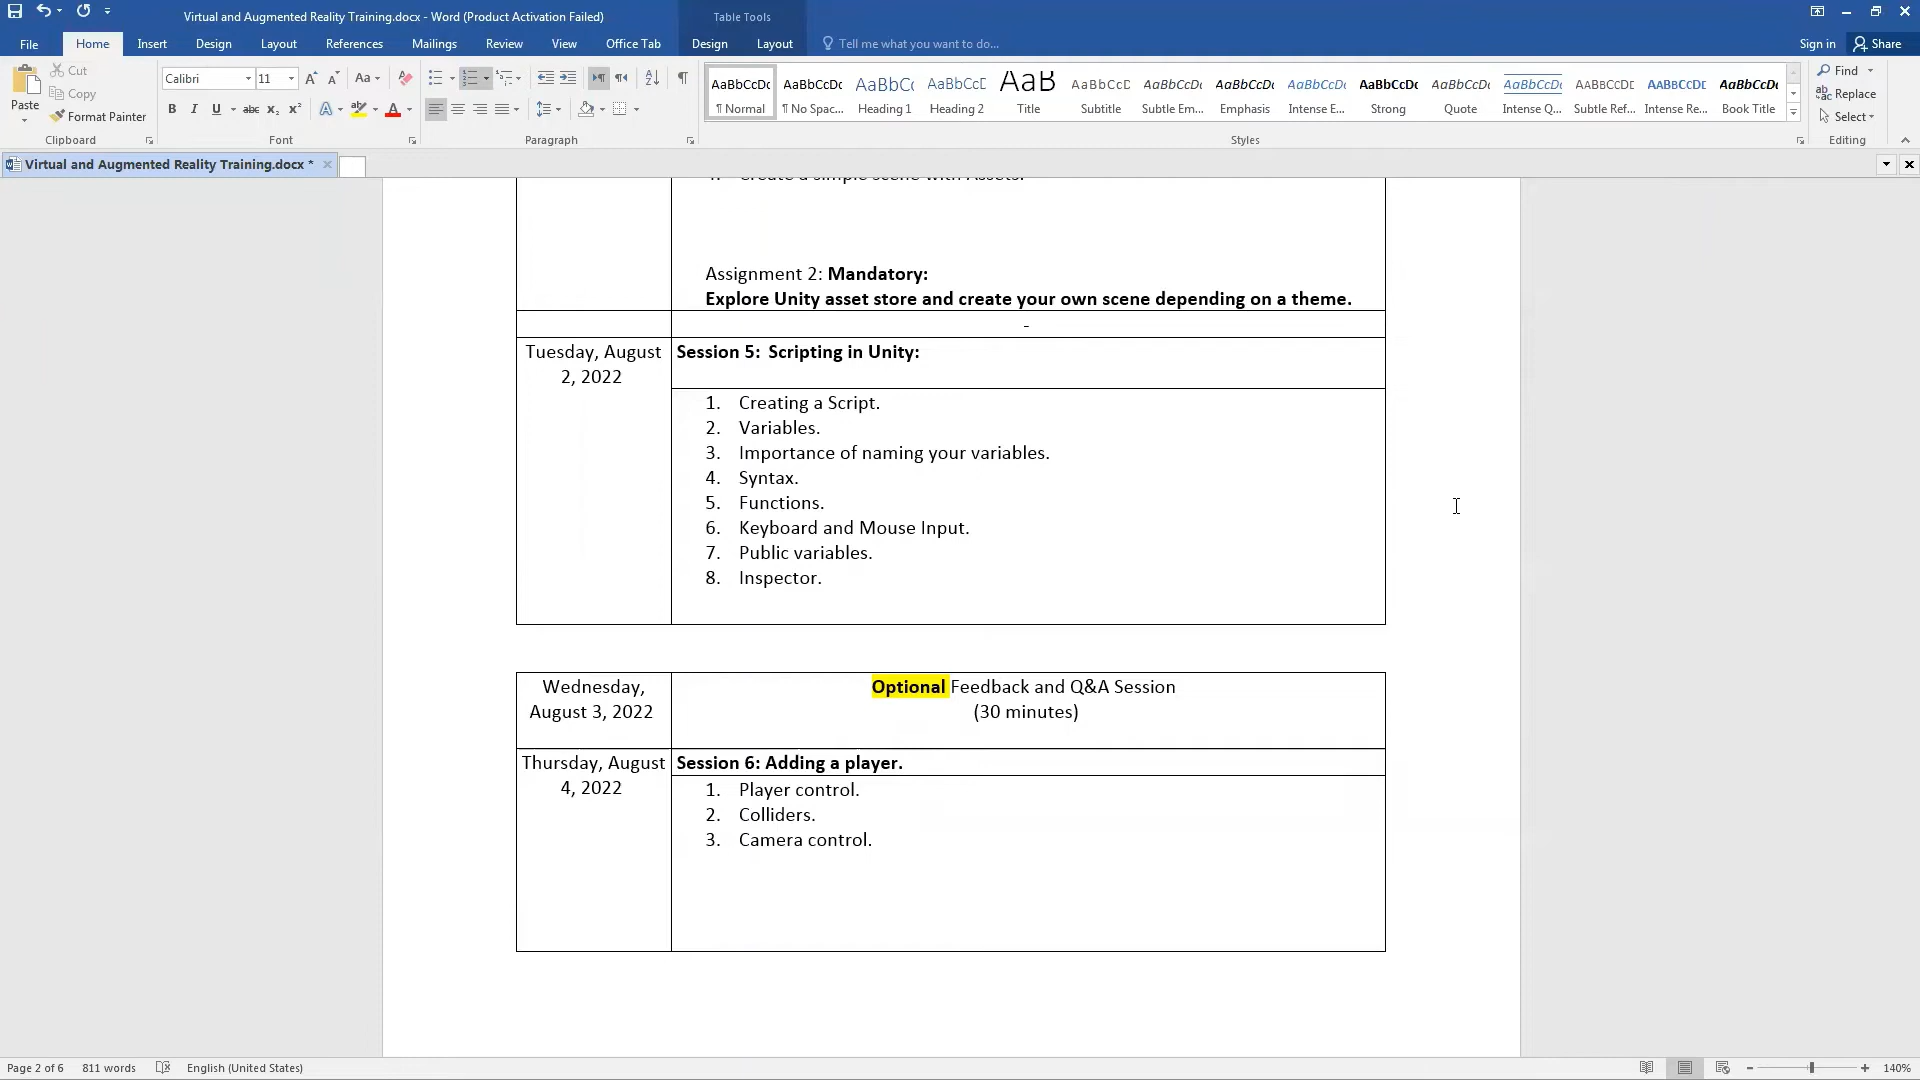 Virtual and Augmented Reality Training.docx - Word (Product Activation Failed)
Table Tools
File Home Insert Design Layout References Mailings Review View Office Tab Design Layout Tell me what you want to do... Sign in Share
Paste
Cut
Copy
Format Painter
Calibri 11
AaBbCcDc AaBbCcDc AaBbCc AaBbCcD AaB AaBbCcD AaBbCcDc AaBbCcDc AaBbCcDc AaBbCcDc AaBbCcDc AaBbCcDc AaBbCcDc AaBbCcDc AaBbCcDc
¶ Normal ¶ No Spac... Heading 1 Heading 2 Title Subtitle Subtle Em... Emphasis Intense E... Strong Quote Intense Q... Subtle Ref... Intense Re... Book Title
Find
Replace
Select
Clipboard Font Paragraph Styles Editing
Virtual and Augmented Reality Training.docx *
Create a simple scene with Assets.
Assignment 2: Mandatory:
Explore Unity asset store and create your own scene depending on a theme.
-
Tuesday, August
2, 2022
Session 5: Scripting in Unity:
1. Creating a Script.
2. Variables.
3. Importance of naming your variables.
4. Syntax.
5. Functions.
6. Keyboard and Mouse Input.
7. Public variables.
8. Inspector.
Wednesday,
August 3, 2022
Optional Feedback and Q&A Session
(30 minutes)
Thursday, August
4, 2022
Session 6: Adding a player.
1. Player control.
2. Colliders.
3. Camera control.
Page 2 of 6 811 words English (United States) 140%